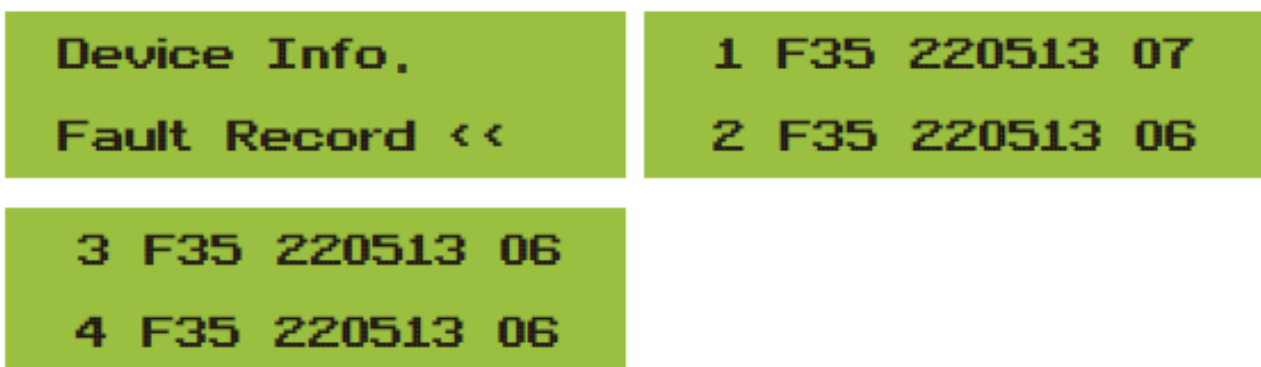 Device Info.
Fault Record <<
1 F35 220513 07
2 F35 220513 06
3 F35 220513 06
4 F35 220513 06